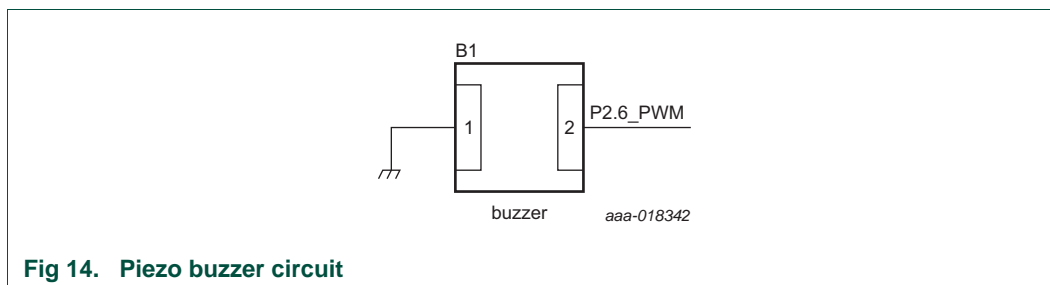 B1
1
2
P2.6_PWM
buzzer
aaa-018342
Fig 14. Piezo buzzer circuit